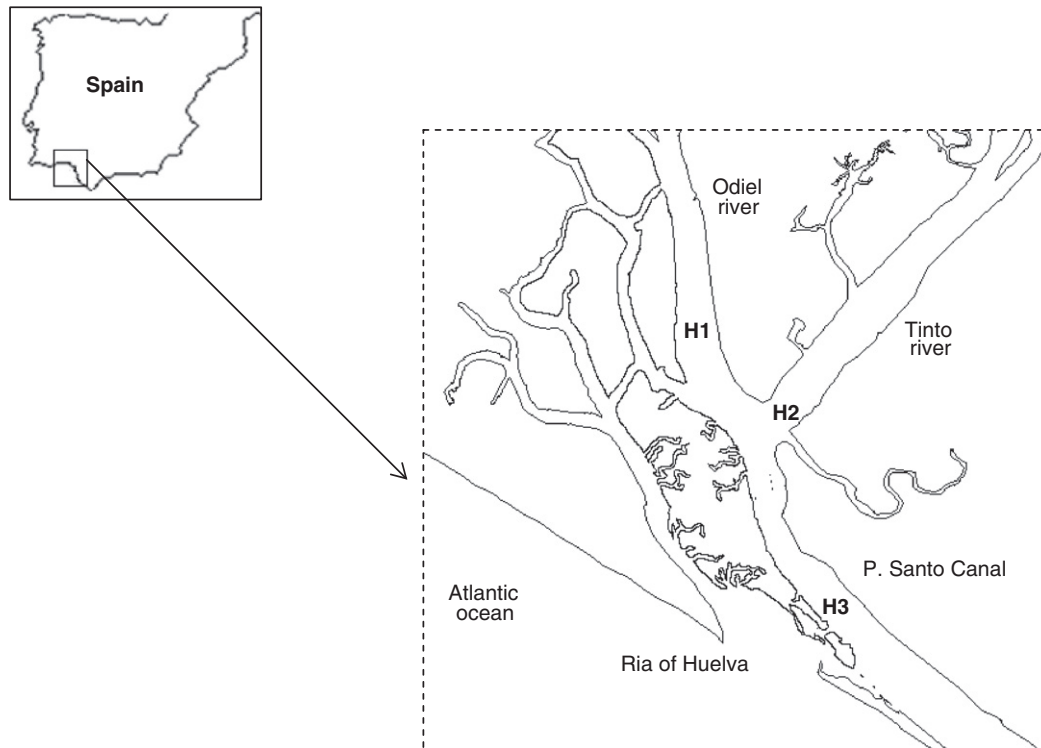 Spain
Odiel
river
H1
Tinto
river
H2
P. Santo Canal
Atlantic
ocean
H3
Ria of Huelva